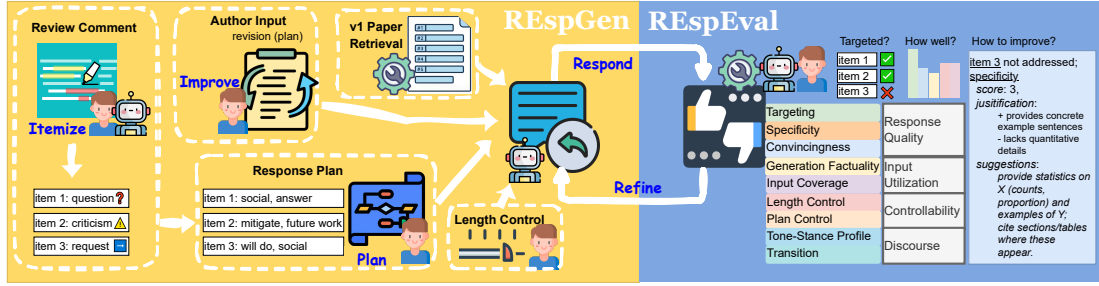 Review Comment
Itemize
item 1: question
item 2: criticism
item 3: request
Author Input
revision (plan)
Improve
v1 Paper
Retrieval
#1
#2
#3
#4
Response Plan
item 1: social, answer
item 2: mitigate, future work
item 3: will do, social
Plan
Length Control
REspGen
Respond
Refine
REspEval
Targeted?
item 1
item 2
item 3
How well?
Targeting
Specificity
Convincingness
Generation Factuality
Input Coverage
Length Control
Plan Control
Tone-Stance Profile
Transition
Response
Quality
Input
Utilization
Controllability
Discourse
How to improve?
item 3 not addressed;
specificity
score: 3,
justification:
+ provides concrete
example sentences
- lacks quantitative
details
suggestions:
provide statistics on
X (counts,
proportion) and
examples of Y;
cite sections/tables
where these
appear.